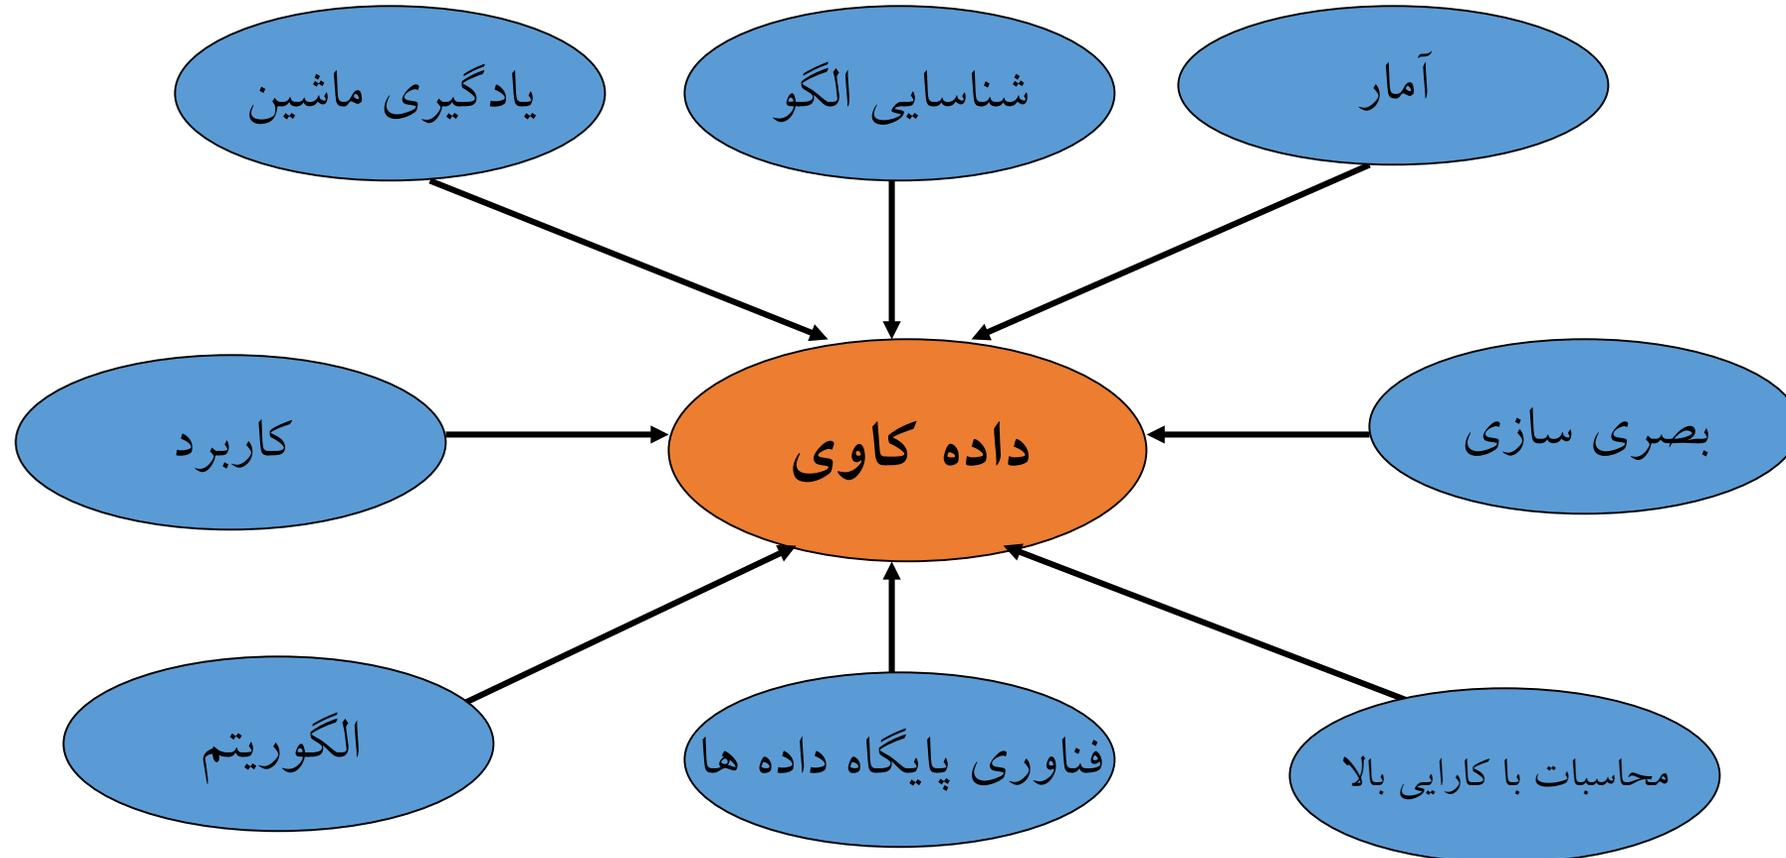 آمار
شناسایی الگو
یادگیری ماشین
بصری سازی
داده کاوی
کاربرد
محاسبات با کارایی بالا
فناوری پایگاه داده ها
الگوریتم